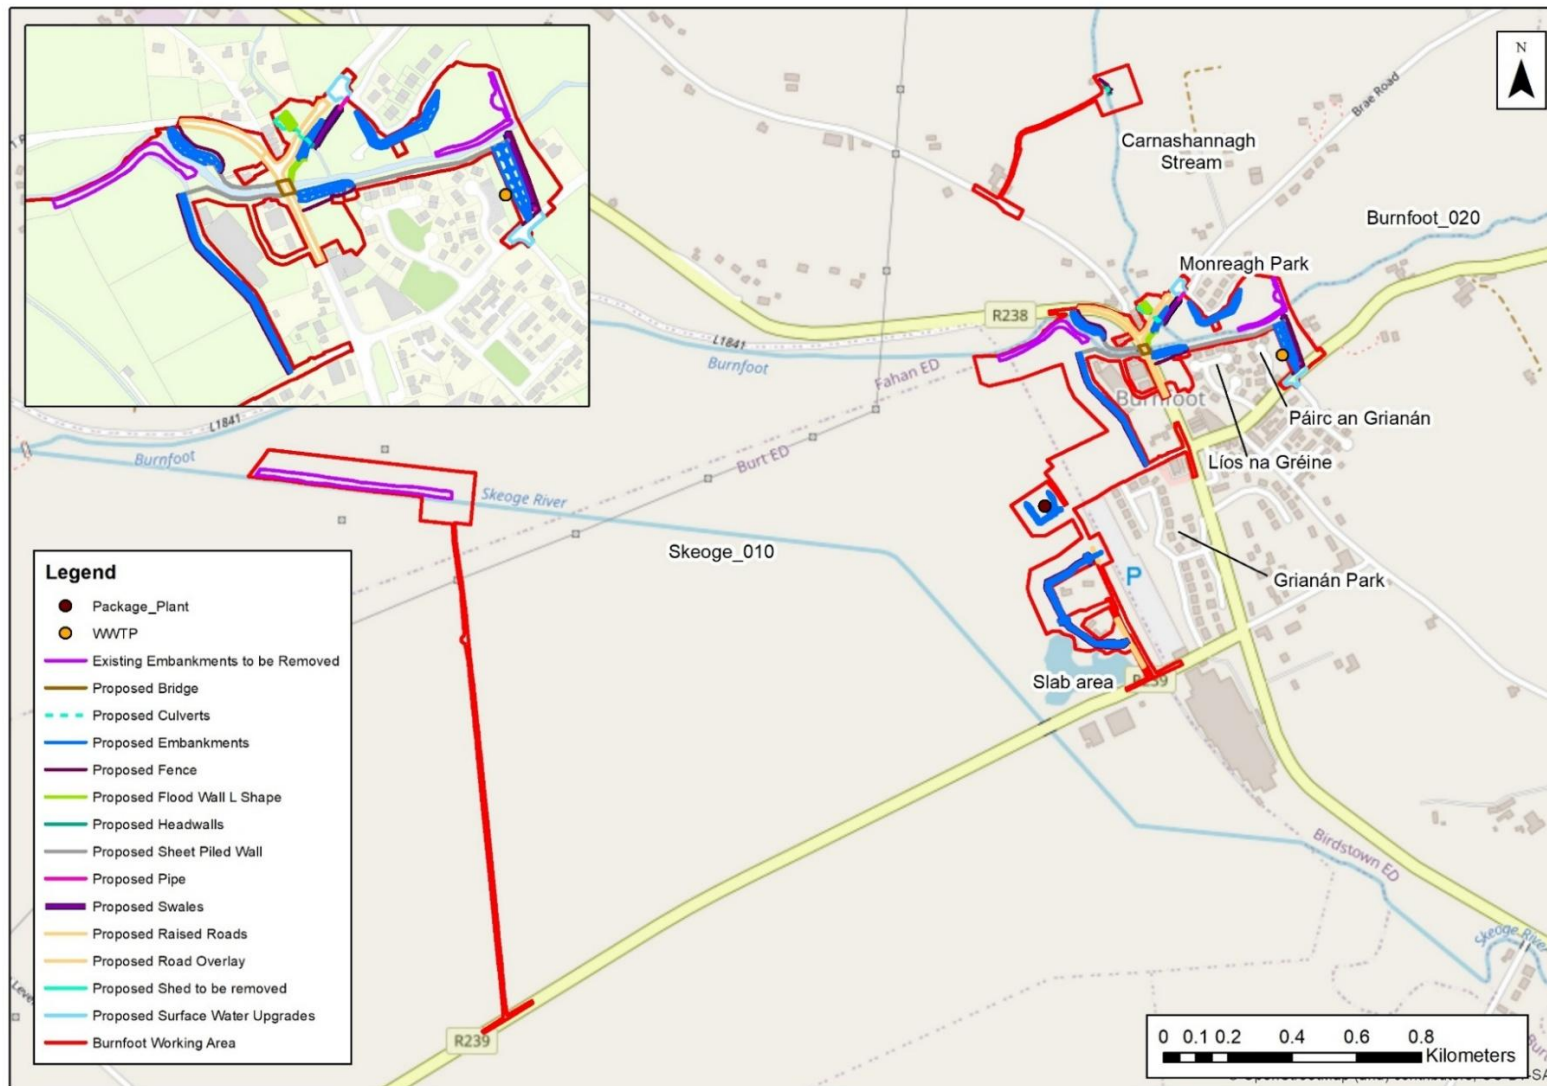 N
Brae Road
Carnashannagh
Stream
Burnfoot_020
Monreagh Park
R238
L1841
Burnfoot
Fahan ED
Burnfoot
Páirc an Grianán
L1841
Burnfoot
Burt ED
Líos na Gréine
Skeoge River
Skeoge_010
P
Grianán Park
Slab area
R239
Birdstown ED
Skeoge River
R239
Legend
Package_Plant
WWTP
Existing Embankments to be Removed
Proposed Bridge
Proposed Culverts
Proposed Embankments
Proposed Fence
Proposed Flood Wall L Shape
Proposed Headwalls
Proposed Sheet Piled Wall
Proposed Pipe
Proposed Swales
Proposed Raised Roads
Proposed Road Overlay
Proposed Shed to be removed
Proposed Surface Water Upgrades
Burnfoot Working Area
0 0.1 0.2 0.4 0.6 0.8
Kilometers